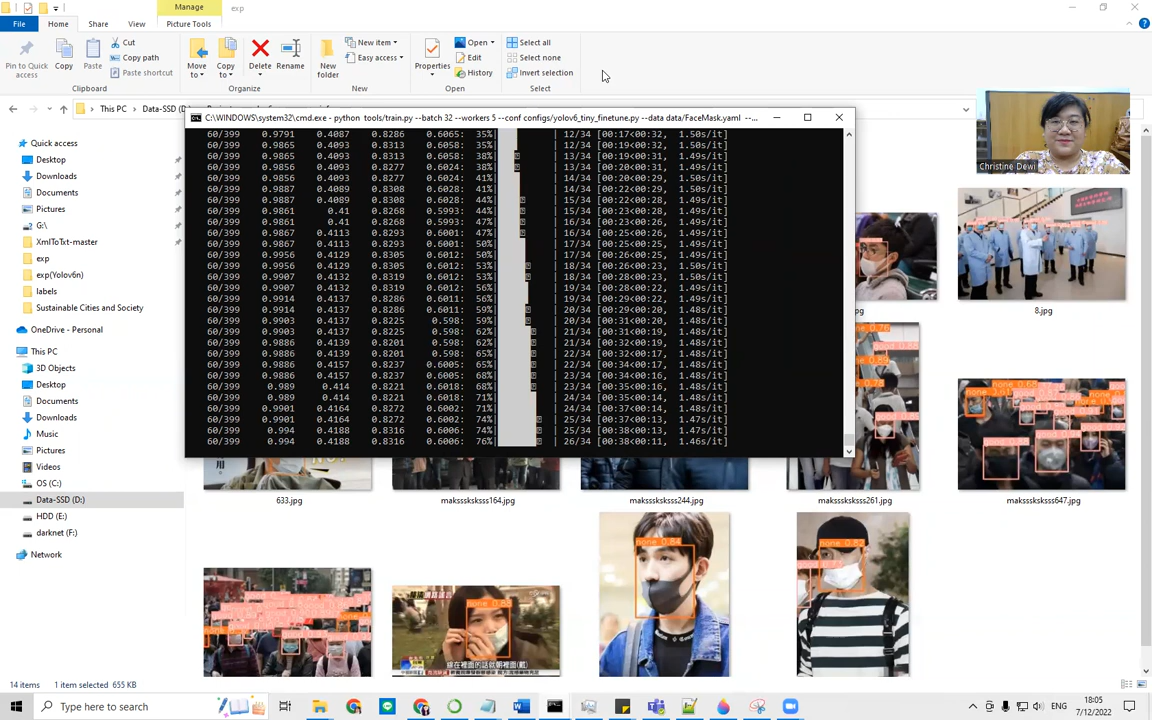 Manage
exp
File
Home
Share
View
Picture Tools
Pin to Quick access
Copy
Paste
Cut
Copy path
Paste shortcut
Clipboard
Move to
Copy to
Delete
Rename
Organize
New folder
New item
Easy access
New
Properties
Open
Edit
History
Open
Select all
Select none
Invert selection
Select
This PC
Data-SSD (D:)
C:\WINDOWS\system32\cmd.exe - python tools/train.py --batch 32 --workers 5 --conf configs/yolov6_tiny_finetune.py --data data/FaceMask.yaml --...
60/399 0.9791 0.4087 0.8286 0.6065: 35% | 12/34 [00:17<00:32, 1.50s/it]
60/399 0.9865 0.4093 0.8313 0.6058: 35% | 12/34 [00:19<00:32, 1.50s/it]
60/399 0.9865 0.4093 0.8313 0.6058: 38% | 13/34 [00:19<00:31, 1.49s/it]
60/399 0.9856 0.4093 0.8277 0.6024: 38% | 13/34 [00:20<00:31, 1.49s/it]
60/399 0.9856 0.4093 0.8277 0.6024: 41% | 14/34 [00:20<00:29, 1.50s/it]
60/399 0.9887 0.4089 0.8308 0.6028: 41% | 14/34 [00:22<00:29, 1.50s/it]
60/399 0.9887 0.4089 0.8308 0.6028: 44% | 15/34 [00:22<00:28, 1.49s/it]
60/399 0.9861 0.41 0.8268 0.5993: 44% | 15/34 [00:23<00:28, 1.49s/it]
60/399 0.9861 0.41 0.8268 0.5993: 47% | 16/34 [00:23<00:26, 1.49s/it]
60/399 0.9867 0.4113 0.8293 0.6001: 47% | 16/34 [00:25<00:26, 1.49s/it]
60/399 0.9867 0.4113 0.8293 0.6001: 50% | 17/34 [00:25<00:25, 1.49s/it]
60/399 0.9956 0.4129 0.8305 0.6012: 50% | 17/34 [00:26<00:25, 1.49s/it]
60/399 0.9956 0.4129 0.8305 0.6012: 53% | 18/34 [00:26<00:23, 1.50s/it]
60/399 0.9907 0.4132 0.8319 0.6012: 53% | 18/34 [00:28<00:23, 1.50s/it]
60/399 0.9907 0.4132 0.8319 0.6012: 56% | 19/34 [00:28<00:22, 1.49s/it]
60/399 0.9914 0.4137 0.8286 0.6011: 56% | 19/34 [00:29<00:22, 1.49s/it]
60/399 0.9914 0.4137 0.8286 0.6011: 59% | 20/34 [00:29<00:20, 1.48s/it]
60/399 0.9903 0.4137 0.8225 0.598: 59% | 20/34 [00:31<00:20, 1.48s/it]
60/399 0.9903 0.4137 0.8225 0.598: 62% | 21/34 [00:31<00:19, 1.48s/it]
60/399 0.9886 0.4139 0.8201 0.598: 62% | 21/34 [00:32<00:19, 1.48s/it]
60/399 0.9886 0.4139 0.8201 0.598: 65% | 22/34 [00:32<00:17, 1.48s/it]
60/399 0.9886 0.4157 0.8237 0.6005: 65% | 22/34 [00:34<00:17, 1.48s/it]
60/399 0.9886 0.4157 0.8237 0.6005: 68% | 23/34 [00:34<00:16, 1.48s/it]
60/399 0.989 0.414 0.8221 0.6018: 68% | 23/34 [00:35<00:16, 1.48s/it]
60/399 0.989 0.414 0.8221 0.6018: 71% | 24/34 [00:35<00:14, 1.48s/it]
60/399 0.9901 0.4164 0.8272 0.6002: 71% | 24/34 [00:37<00:14, 1.48s/it]
60/399 0.9901 0.4164 0.8272 0.6002: 74% | 25/34 [00:37<00:13, 1.47s/it]
60/399 0.994 0.4188 0.8316 0.6006: 74% | 25/34 [00:38<00:13, 1.47s/it]
60/399 0.994 0.4188 0.8316 0.6006: 76% | 26/34 [00:38<00:11, 1.46s/it]
Christine Dewi
Quick access
Desktop
Downloads
Documents
Pictures
G:\
XmlToTxt-master
exp
exp(Yolov6n)
labels
Sustainable Cities and Society
OneDrive - Personal
This PC
3D Objects
Desktop
Documents
Downloads
Music
Pictures
Videos
OS (C:)
Data-SSD (D:)
HDD (E:)
darknet (F:)
Network
8.jpg
633.jpg
maksssksksss164.jpg
maksssksksss244.jpg
maksssksksss261.jpg
maksssksksss647.jpg
none 0.83
none 0.84
none 0.82
線在裡面的話就朝裡面(戴)
14 items
1 item selected 655 KB
Type here to search
ENG
18:05
7/12/2022